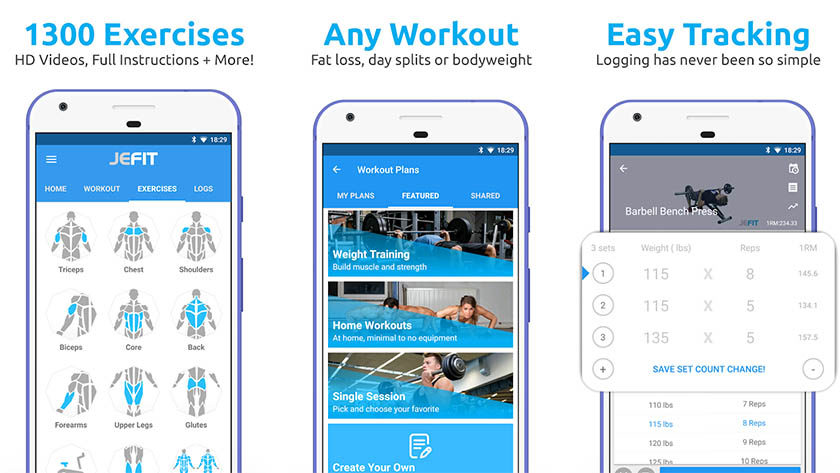 1300 Exercises
HD Videos, Full Instructions + More!
18:29
JEFIT
HOME WORKOUT EXERCISES LOGS
Triceps Chest Shoulders
Biceps Core Back
Forearms Upper Legs Glutes
Any Workout
Fat loss, day splits or bodyweight
18:29
Workout Plans
MY PLANS FEATURED SHARED
Weight Training
Build muscle and strength
Home Workouts
At home, minimal to no equipment
Single Session
Pick and choose your favorite
Create Your Own
Easy Tracking
Logging has never been so simple
18:29
Barbell Bench Press
JEFIT 1RM:234.33
3 sets Weight ( lbs) Reps 1RM
1 115 X 8 145.6
2 115 X 5 134.1
3 135 X 5 157.5
+ SAVE SET COUNT CHANGE! -
110 lbs 7 Reps
115 lbs 8 Reps
120 lbs 9 Reps
125 lbs 10 Reps